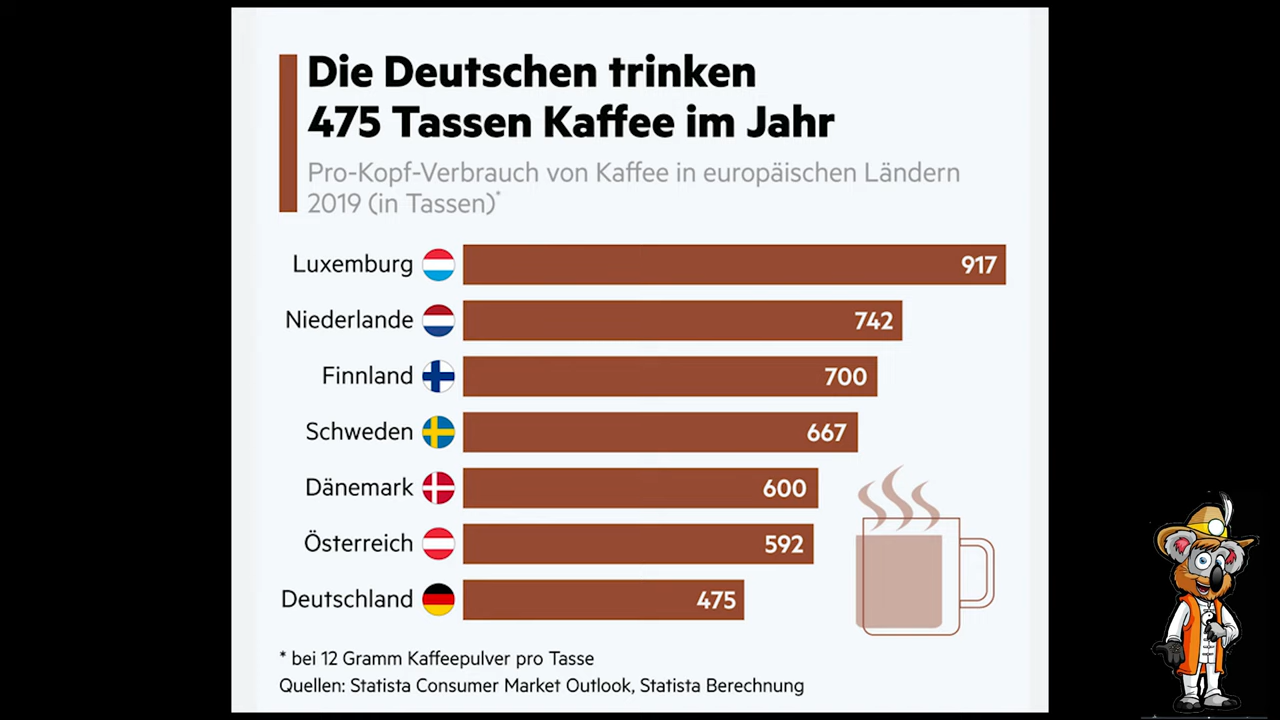 Die Deutschen trinken
475 Tassen Kaffee im Jahr
Pro-Kopf-Verbrauch von Kaffee in europäischen Ländern
2019 (in Tassen)*
Luxemburg 917
Niederlande 742
Finnland 700
Schweden 667
Dänemark 600
Österreich 592
Deutschland 475
* bei 12 Gramm Kaffeepulver pro Tasse
Quellen: Statista Consumer Market Outlook, Statista Berechnung